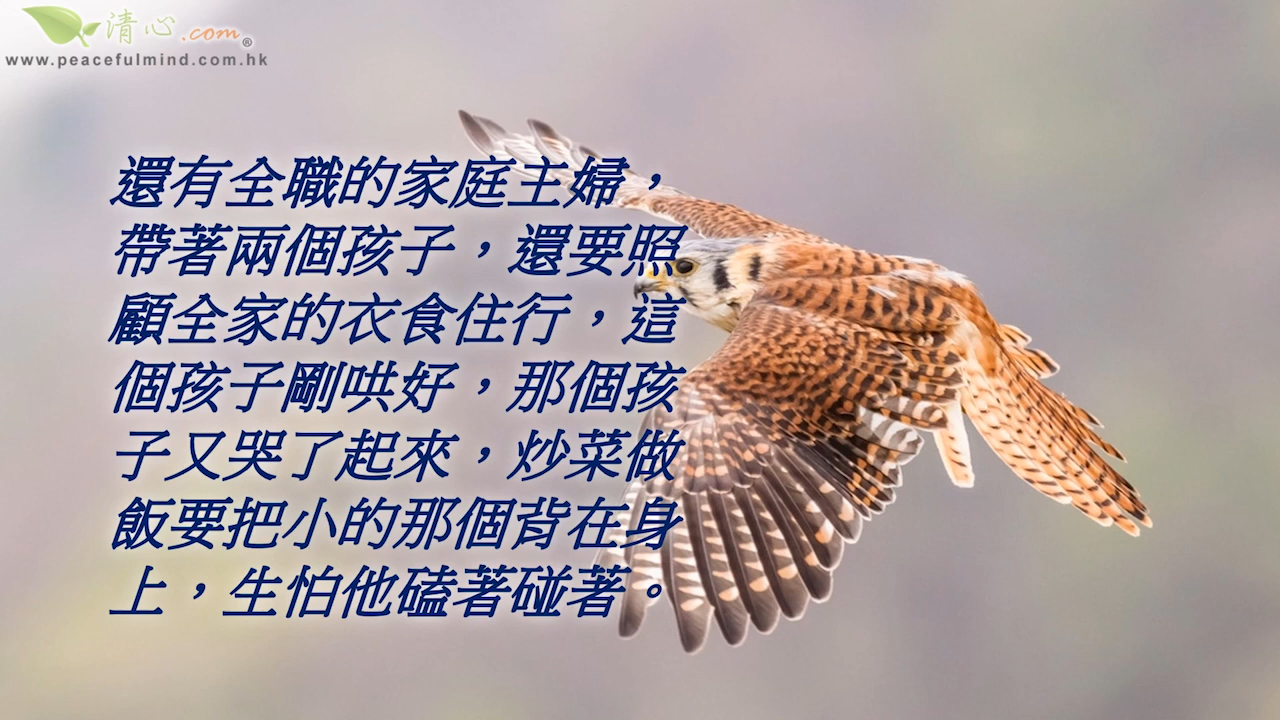 清心.com®
www.peacefulmind.com.hk
還有全職的家庭主婦，
帶著兩個孩子，還要照
顧全家的衣食住行，這
個孩子剛哄好，那個孩
子又哭了起來，炒菜做
飯要把小的那個背在身
上，生怕他磕著碰著。